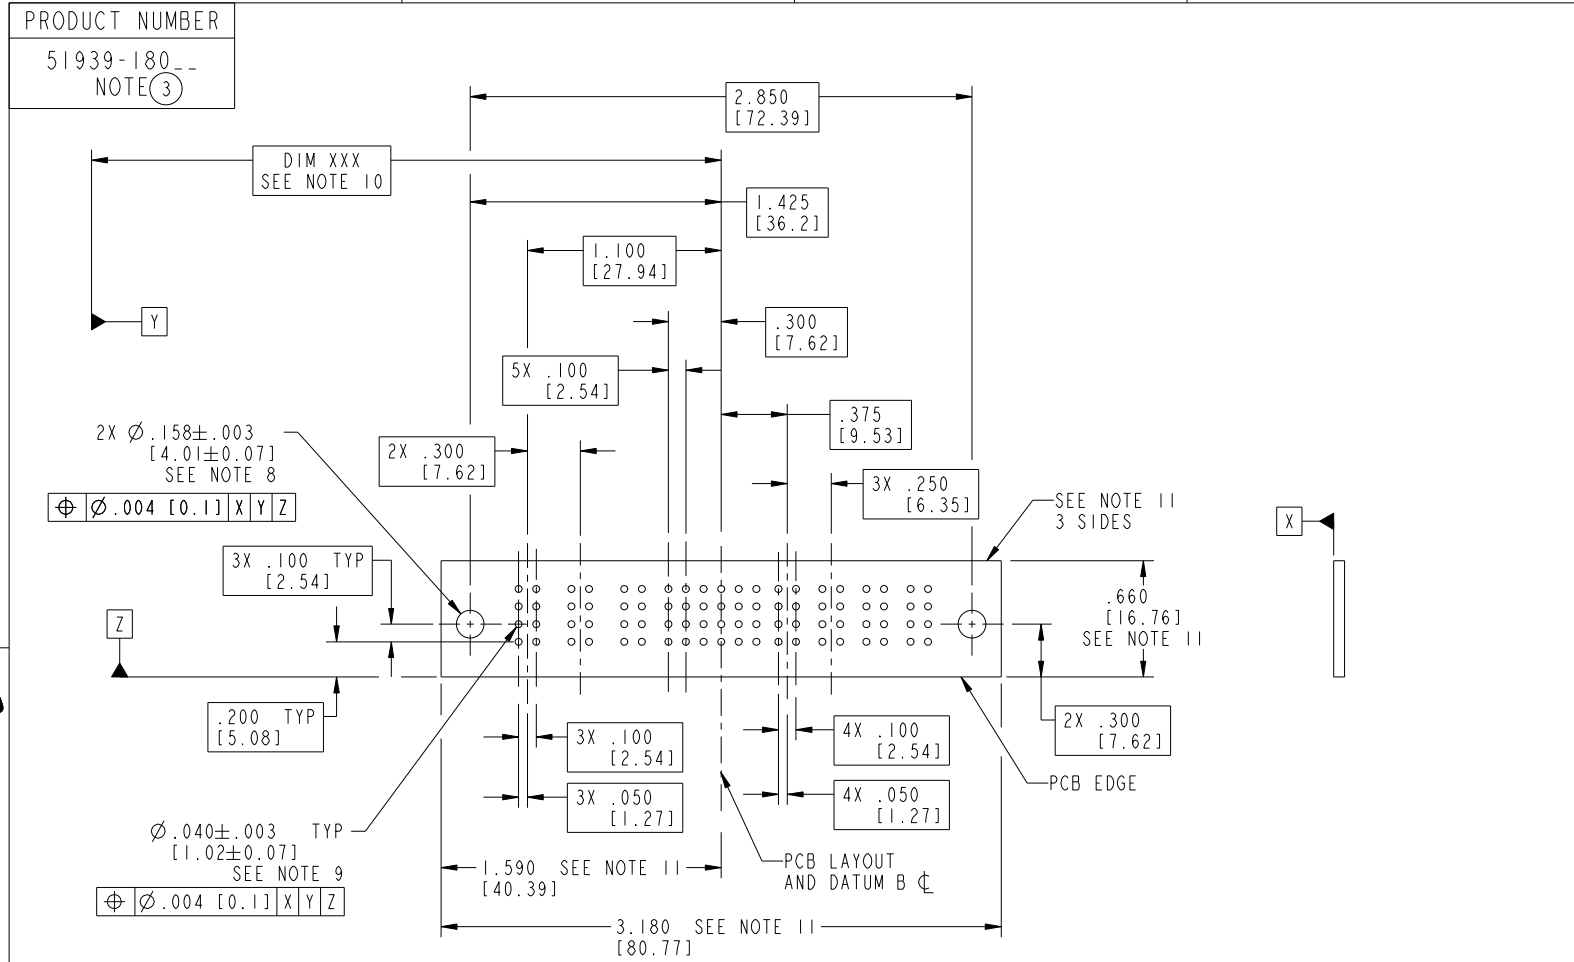 PRODUCT NUMBER
51939-180__
NOTE 3
2.850
[72.39]
DIM XXX
SEE NOTE 10
1.425
[36.2]
1.100
[27.94]
Y
.300
[7.62]
5X .100
[2.54]
.375
[9.53]
2X Ø.158±.003
[4.01±0.07]
SEE NOTE 8
⌖ Ø.004 [0.1] X Y Z
2X .300
[7.62]
3X .250
[6.35]
SEE NOTE 11
3 SIDES
X
3X .100 TYP
[2.54]
.660
[16.76]
SEE NOTE 11
Z
.200 TYP
[5.08]
3X .100
[2.54]
4X .100
[2.54]
2X .300
[7.62]
3X .050
[1.27]
4X .050
[1.27]
PCB EDGE
Ø.040±.003 TYP
[1.02±0.07]
SEE NOTE 9
⌖ Ø.004 [0.1] X Y Z
1.590 SEE NOTE 11
[40.39]
PCB LAYOUT
AND DATUM B ℄
3.180 SEE NOTE 11
[80.77]